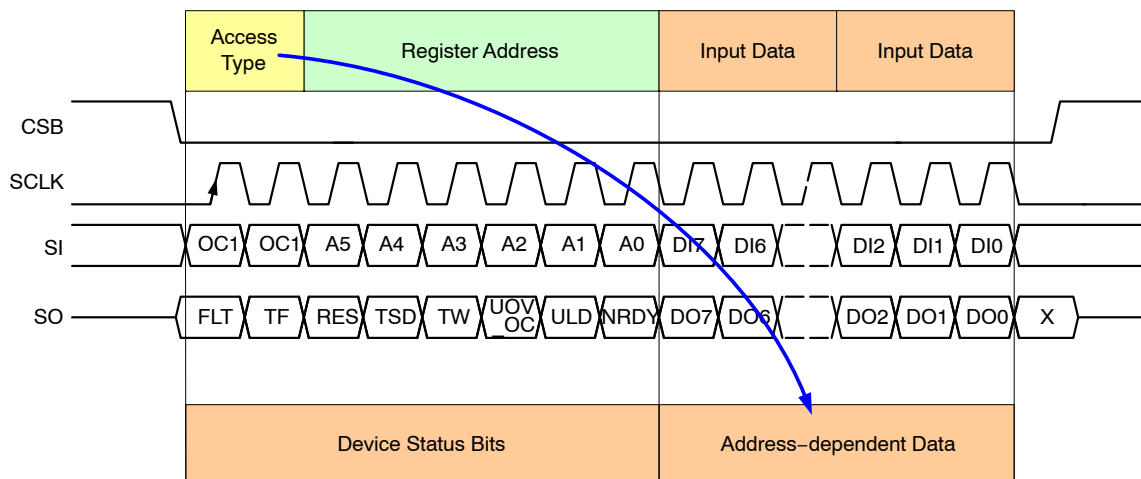 Access
Type
Register Address
Input Data
Input Data
CSB
SCLK
SI
OC1
OC1
A5
A4
A3
A2
A1
A0
DI7
DI6
DI2
DI1
DI0
SO
FLT
TF
RES
TSD
TW
UOV
_OC
ULD
NRDY
DO7
DO6
DO2
DO1
DO0
X
Device Status Bits
Address−dependent Data